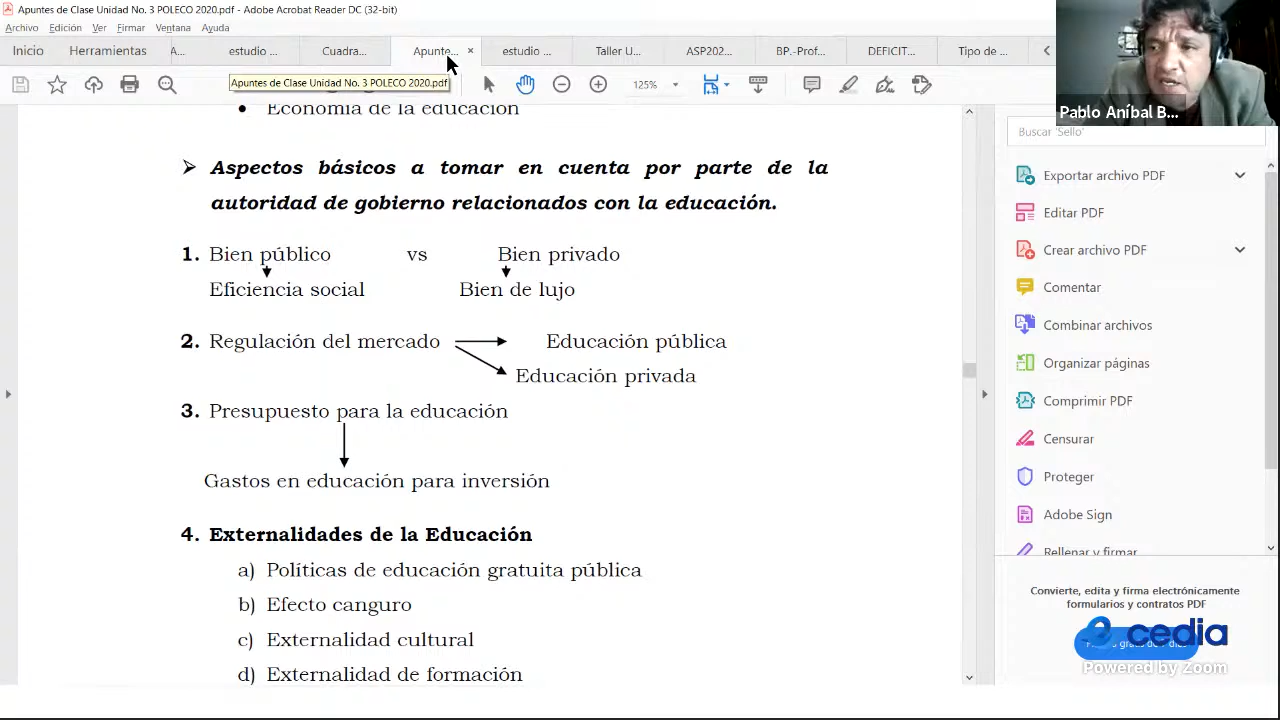 Apuntes de Clase Unidad No. 3 POLECO 2020.pdf - Adobe Acrobat Reader DC (32-bit)
Archivo Edición Ver Firmar Ventana Ayuda
Inicio Herramientas A... estudio ... Cuadra... Apunte... × estudio ... Taller U... ASP202... BP.-Prof... DEFICIT... Tipo de ...
125%
Apuntes de Clase Unidad No. 3 POLECO 2020.pdf
Pablo Aníbal B...
• Economía de la educación
Buscar 'Sello'
➢ Aspectos básicos a tomar en cuenta por parte de la
autoridad de gobierno relacionados con la educación.
1. Bien público vs Bien privado
Eficiencia social Bien de lujo
2. Regulación del mercado Educación pública
Educación privada
3. Presupuesto para la educación
Gastos en educación para inversión
4. Externalidades de la Educación
a) Políticas de educación gratuita pública
b) Efecto canguro
c) Externalidad cultural
d) Externalidad de formación
Exportar archivo PDF
Editar PDF
Crear archivo PDF
Comentar
Combinar archivos
Organizar páginas
Comprimir PDF
Censurar
Proteger
Adobe Sign
Rellenar y firmar
Convierte, edita y firma electrónicamente
formularios y contratos PDF
cedia
Powered by Zoom